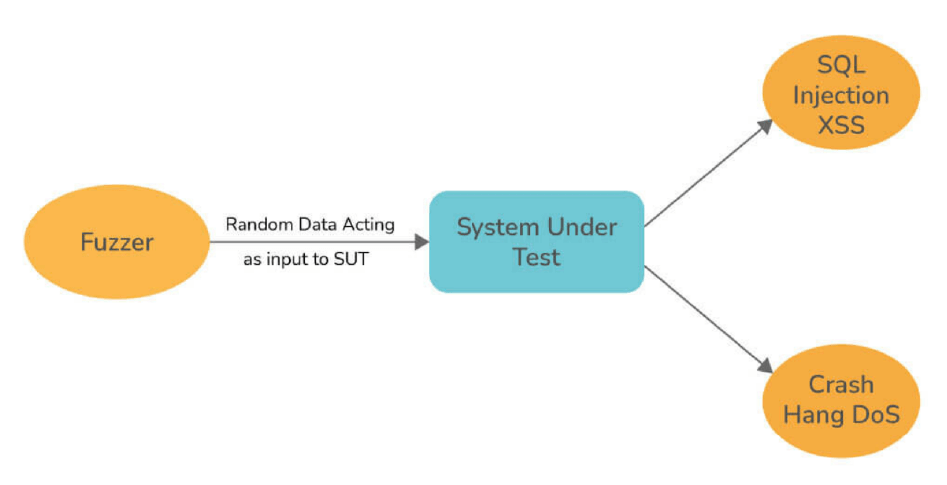 Fuzzer
Random Data Acting
as input to SUT
System Under
Test
SQL
Injection
XSS
Crash
Hang DoS